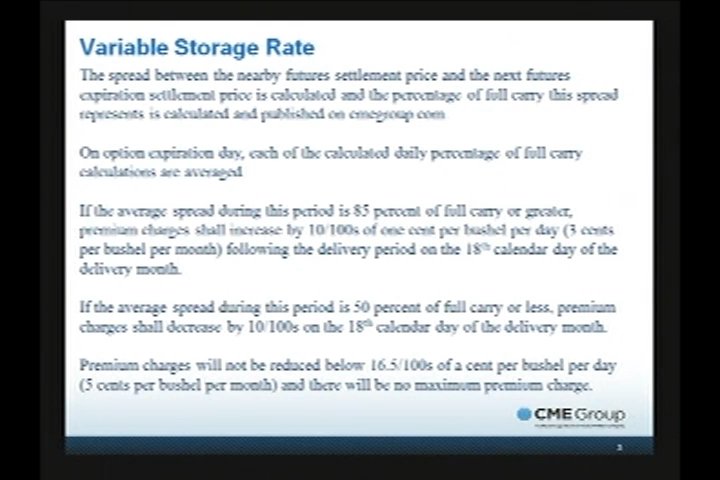 Variable Storage Rate
The spread between the nearby futures settlement price and the next futures
expiration settlement price is calculated and the percentage of full carry this spread
represents is calculated and published on cmegroup.com
On option expiration day, each of the calculated daily percentage of full carry
calculations are averaged
If the average spread during this period is 85 percent of full carry or greater,
premium charges shall increase by 10/100s of one cent per bushel per day (3 cents
per bushel per month) following the delivery period on the 18th calendar day of the
delivery month.
If the average spread during this period is 50 percent of full carry or less, premium
charges shall decrease by 10/100s on the 18th calendar day of the delivery month.
Premium charges will not be reduced below 16.5/100s of a cent per bushel per day
(5 cents per bushel per month) and there will be no maximum premium charge.
CME Group
3